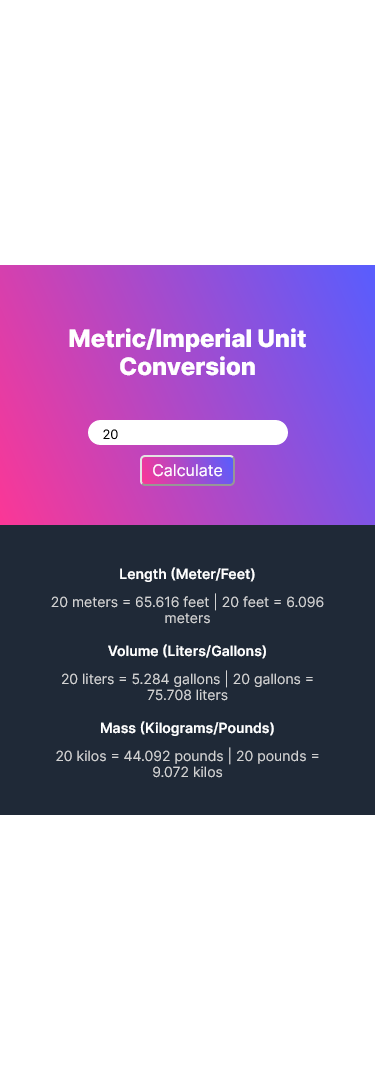 Metric/Imperial Unit
Conversion
20
Calculate
Length (Meter/Feet)
20 meters = 65.616 feet | 20 feet = 6.096
meters
Volume (Liters/Gallons)
20 liters = 5.284 gallons | 20 gallons =
75.708 liters
Mass (Kilograms/Pounds)
20 kilos = 44.092 pounds | 20 pounds =
9.072 kilos